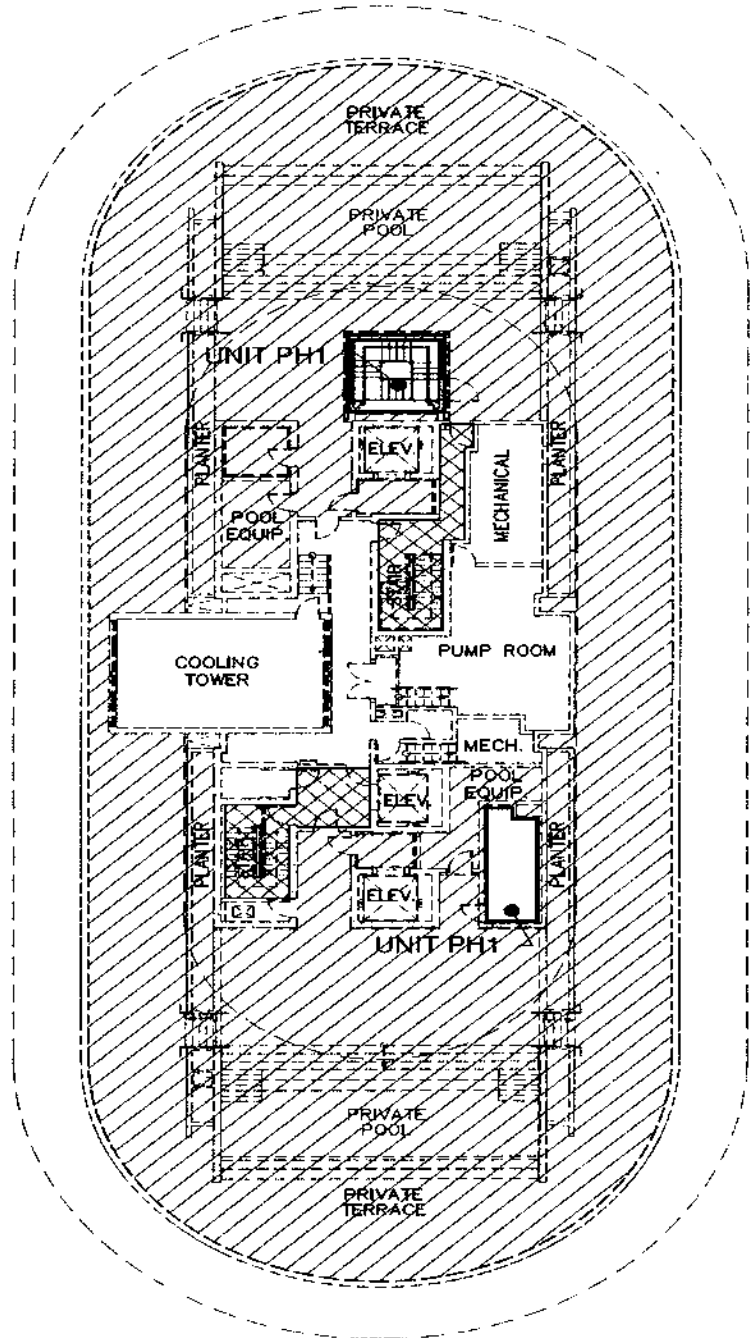 PRIVATE
TERRACE
PRIVATE
POOL
UNIT PH1
ELEV.
PLANTER
PLANTER
MECHANICAL
POOL
EQUIP.
STAIR
COOLING
TOWER
PUMP ROOM
MECH.
POOL
EQUIP.
ELEV.
PLANTER
STAIR
PLANTER
ELEV.
UNIT PH1
PRIVATE
POOL
PRIVATE
TERRACE